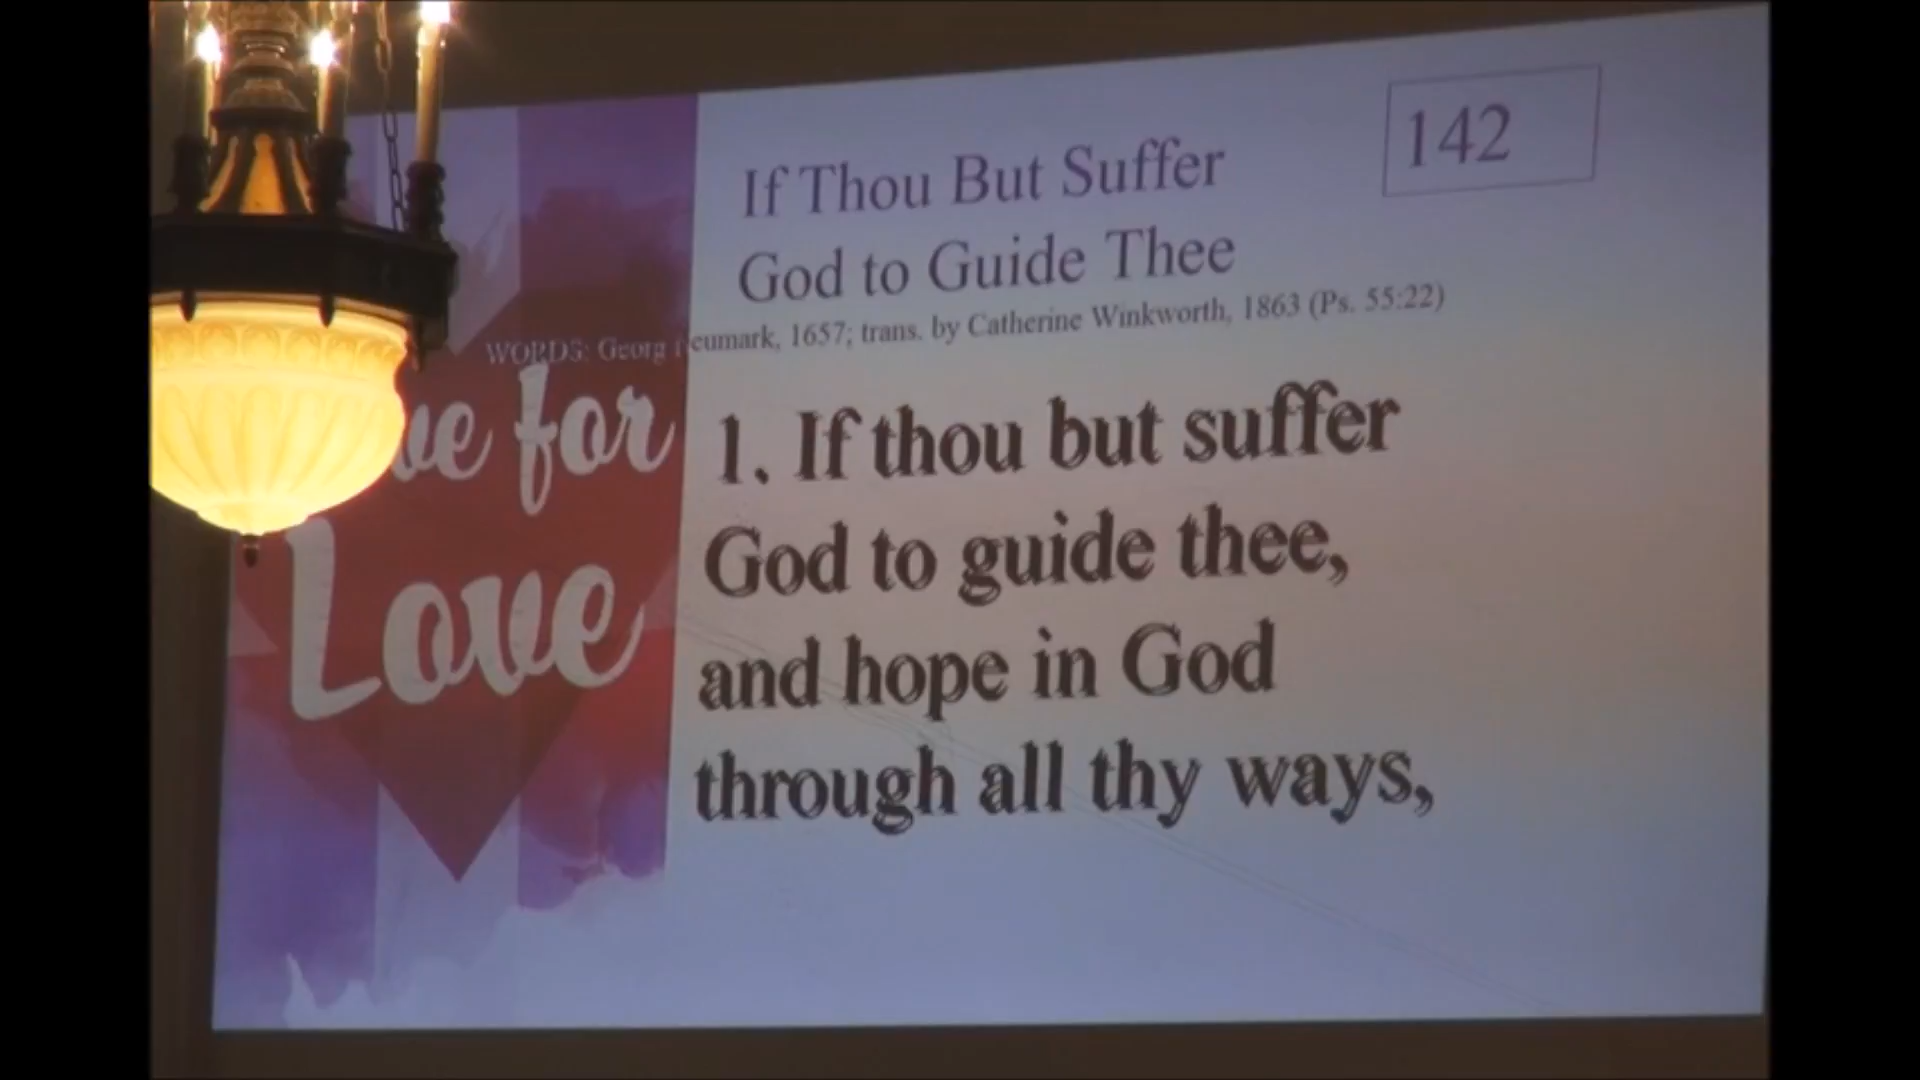 142
If Thou But Suffer
God to Guide Thee
WORDS: Georg Neumark, 1657; trans. by Catherine Winkworth, 1863 (Ps. 55:22)
for
Love
1. If thou but suffer
God to guide thee,
and hope in God
through all thy ways,